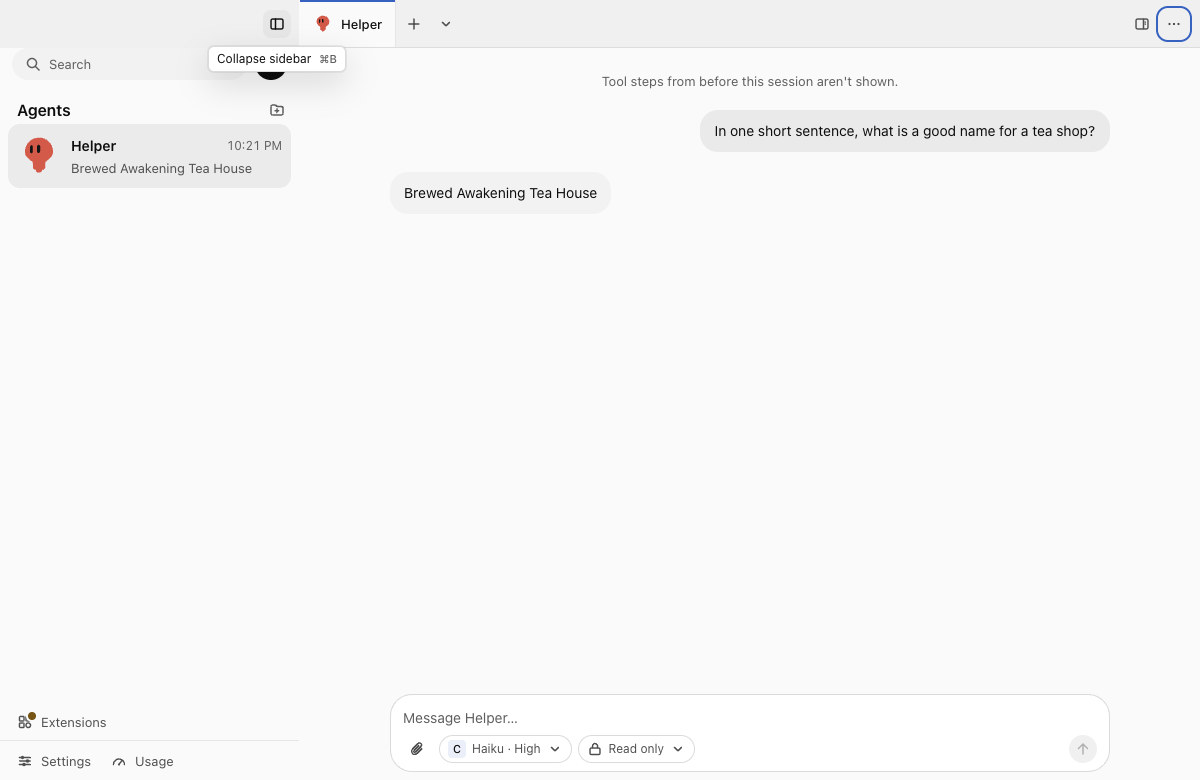 Helper
Collapse sidebar ⌘B
Search
Tool steps from before this session aren't shown.
Agents
In one short sentence, what is a good name for a tea shop?
Helper 10:21 PM
Brewed Awakening Tea House
Brewed Awakening Tea House
Extensions
Message Helper...
C Haiku · High
Read only
Settings
Usage